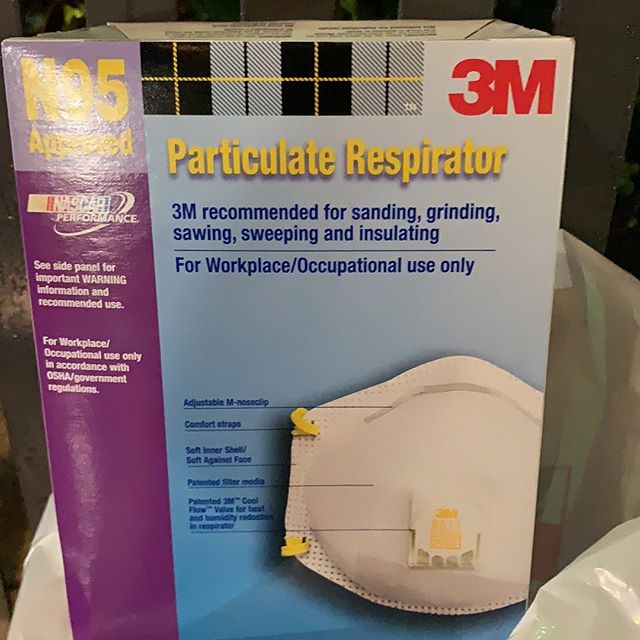 N95
Approved
3M
Particulate Respirator
NASCAR
PERFORMANCE
3M recommended for sanding, grinding,
sawing, sweeping and insulating
For Workplace/Occupational use only
See side panel for
important WARNING
information and
recommended use.
For Workplace/
Occupational use only
in accordance with
OSHA/government
regulations.
Adjustable M-noseclip
Comfort straps
Soft Inner Shell/
Soft Against Face
Patented filter media
Patented 3M™ Cool
Flow™ Valve for heat
and humidity reduction
in respirator
3M
8511